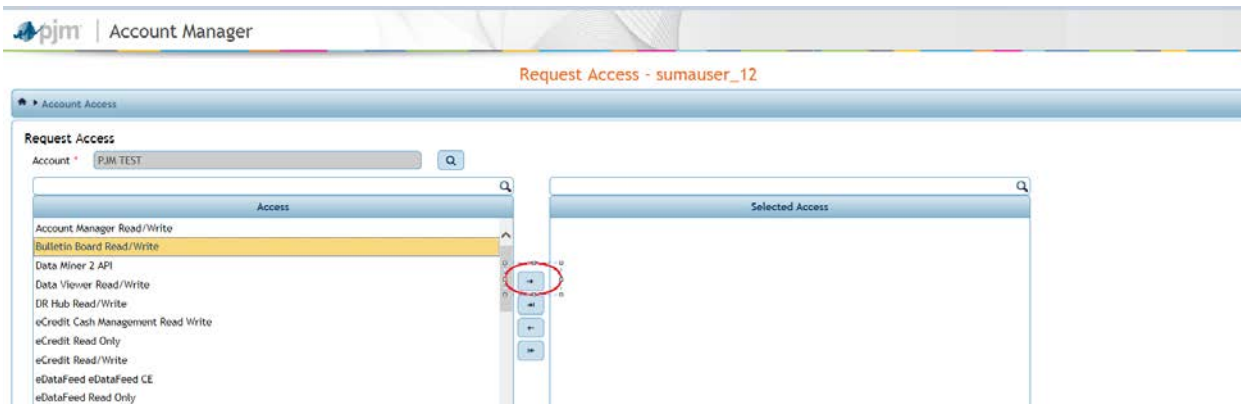 pjm | Account Manager
Request Access - sumauser_12
Account Access
Request Access
Account * PJM TEST
Access
Account Manager Read/Write
Bulletin Board Read/Write
Data Miner 2 API
Data Viewer Read/Write
DR Hub Read/Write
eCredit Cash Management Read Write
eCredit Read Only
eCredit Read/Write
eDataFeed eDataFeed CE
eDataFeed Read Only
Selected Access